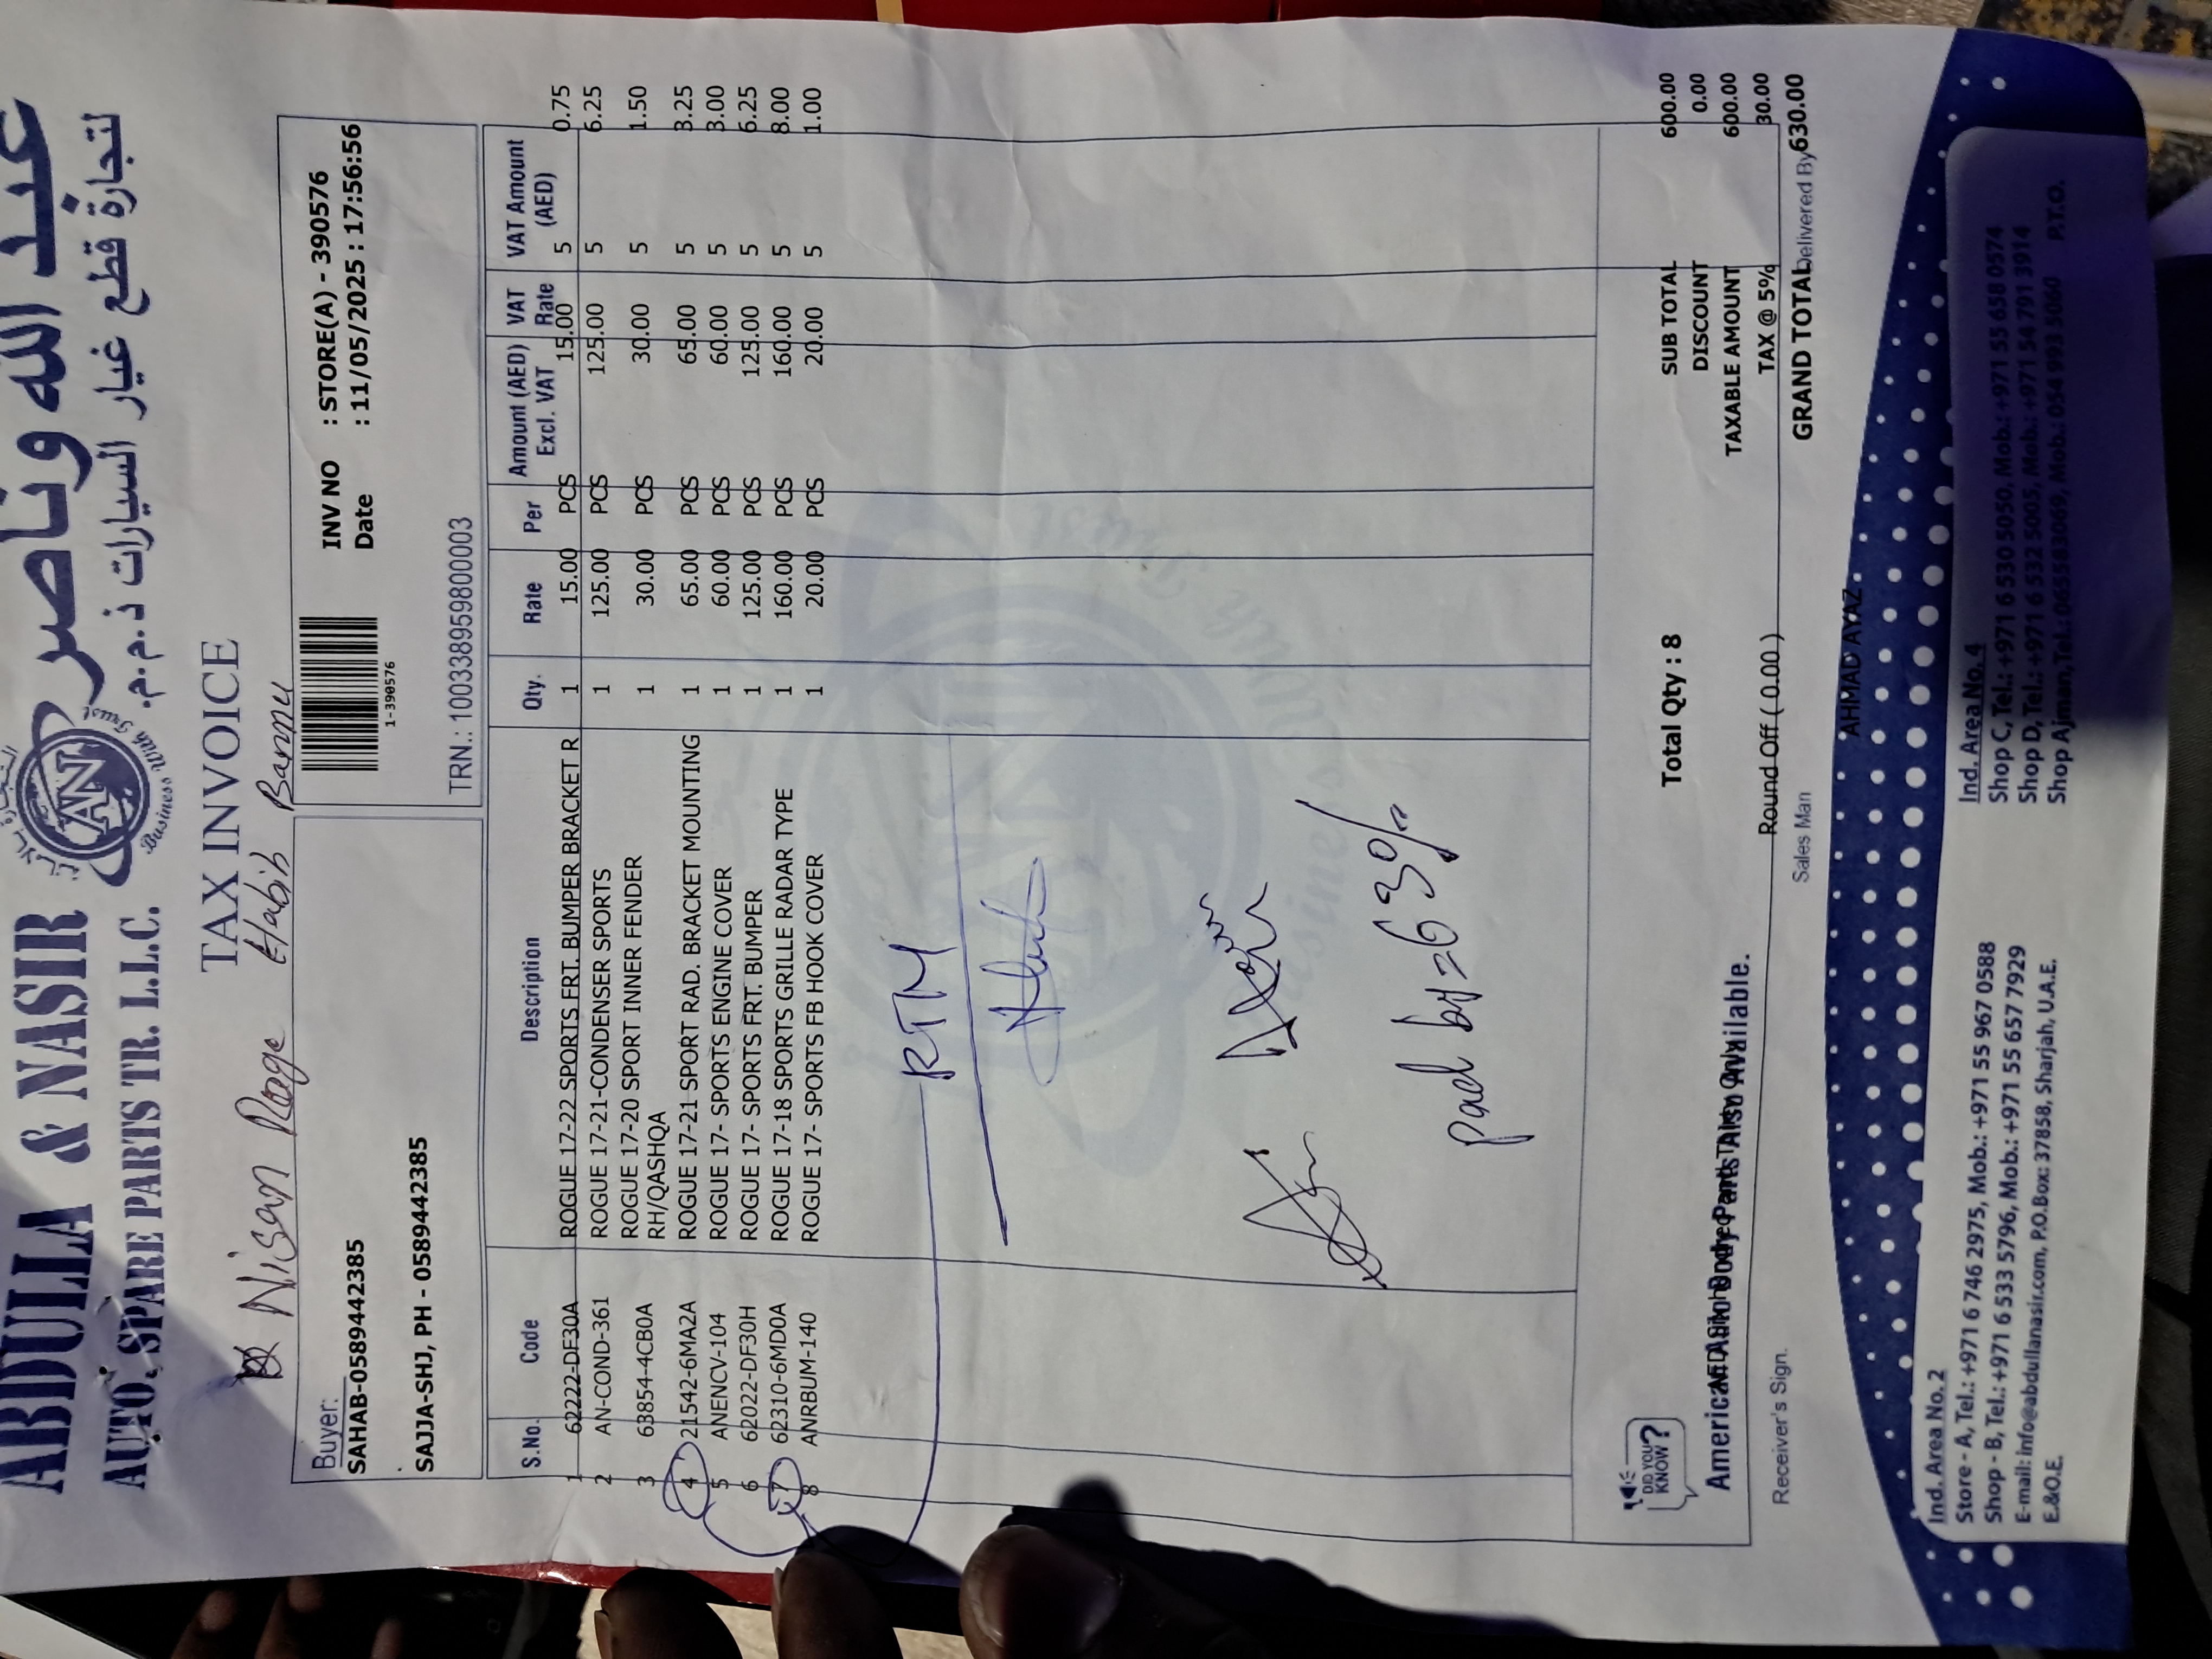 ABDULLA & NASIR
AUTO. SPARE PARTS TR. L.L.C.
عبد الله وناصر
لتجارة قطع غيار السيارات ذ.م.م.
AN
Business With Trust
TAX INVOICE
Nisan Roge Habib Bannu
Buyer:
SAHAB-0589442385
SAJJA-SHJ, PH - 0589442385
1-390576
INV NO : STORE(A) - 390576
Date : 11/05/2025 : 17:56:56
TRN.: 100338959800003
S.No. Code Description Qty. Rate Per Amount (AED) Excl. VAT VAT Rate VAT Amount (AED)
1 62222-DF30A ROGUE 17-22 SPORTS FRT. BUMPER BRACKET R 1 15.00 PCS 15.00 5 0.75
2 AN-COND-361 ROGUE 17-21-CONDENSER SPORTS 1 125.00 PCS 125.00 5 6.25
3 63854-4CB0A ROGUE 17-20 SPORT INNER FENDER 1 30.00 PCS 30.00 5 1.50
RH/QASHQA
4 21542-6MA2A ROGUE 17-21 SPORT RAD. BRACKET MOUNTING 1 65.00 PCS 65.00 5 3.25
5 ANENCV-104 ROGUE 17- SPORTS ENGINE COVER 1 60.00 PCS 60.00 5 3.00
6 62022-DF30H ROGUE 17- SPORTS FRT. BUMPER 1 125.00 PCS 125.00 5 6.25
7 62310-6MD0A ROGUE 17-18 SPORTS GRILLE RADAR TYPE 1 160.00 PCS 160.00 5 8.00
8 ANRBUM-140 ROGUE 17- SPORTS FB HOOK COVER 1 20.00 PCS 20.00 5 1.00
RTM
Total Qty : 8
SUB TOTAL 600.00
DISCOUNT 0.00
TAXABLE AMOUNT 600.00
TAX @ 5% 30.00
GRAND TOTAL 630.00
DID YOU KNOW?
Available.
Round Off ( 0.00 )
Receiver's Sign. Sales Man Delivered By
AHMAD AYAZ
Ind. Area No. 2
Store - A, Tel.: +971 6 746 2975, Mob.: +971 55 967 0588
Shop - B, Tel.: +971 6 533 5796, Mob.: +971 55 657 7929
E-mail: info@abdullanasir.com, P.O.Box: 37858, Sharjah, U.A.E.
E.&O.E.
Ind. Area No. 4
Shop C, Tel.: +971 6 530 5050, Mob.: +971 55 658 0574
Shop D, Tel.: +971 6 532 5005, Mob.: +971 54 791 3914
Shop Ajman, Tel.: 065583069, Mob.: 054 993 5060
P.T.O.